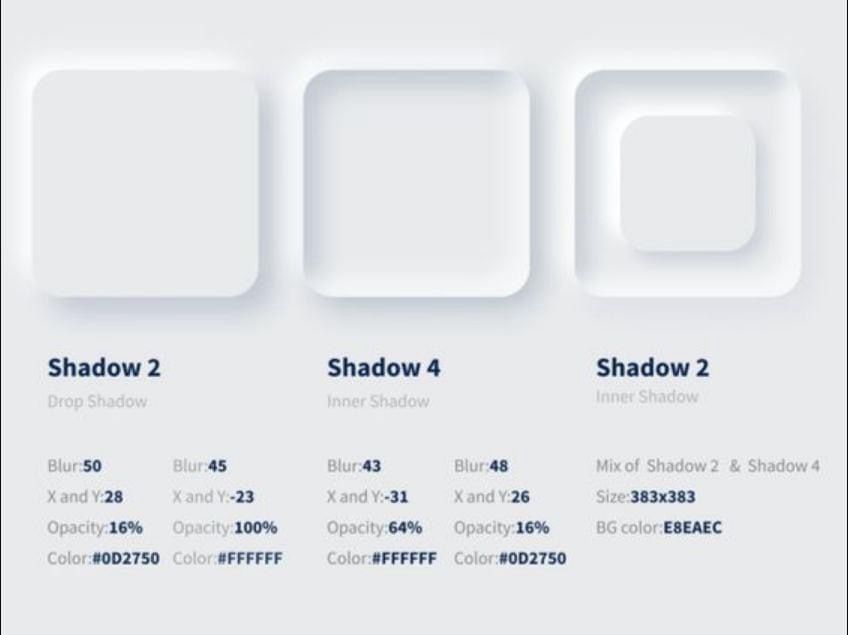 Shadow 2
Drop Shadow
Blur:50 Blur:45
X and Y:28 X and Y:-23
Opacity:16% Opacity:100%
Color:#0D2750 Color:#FFFFFF
Shadow 4
Inner Shadow
Blur:43 Blur:48
X and Y:-31 X and Y:26
Opacity:64% Opacity:16%
Color:#FFFFFF Color:#0D2750
Shadow 2
Inner Shadow
Mix of Shadow 2 & Shadow 4
Size:383x383
BG color:E8EAEC